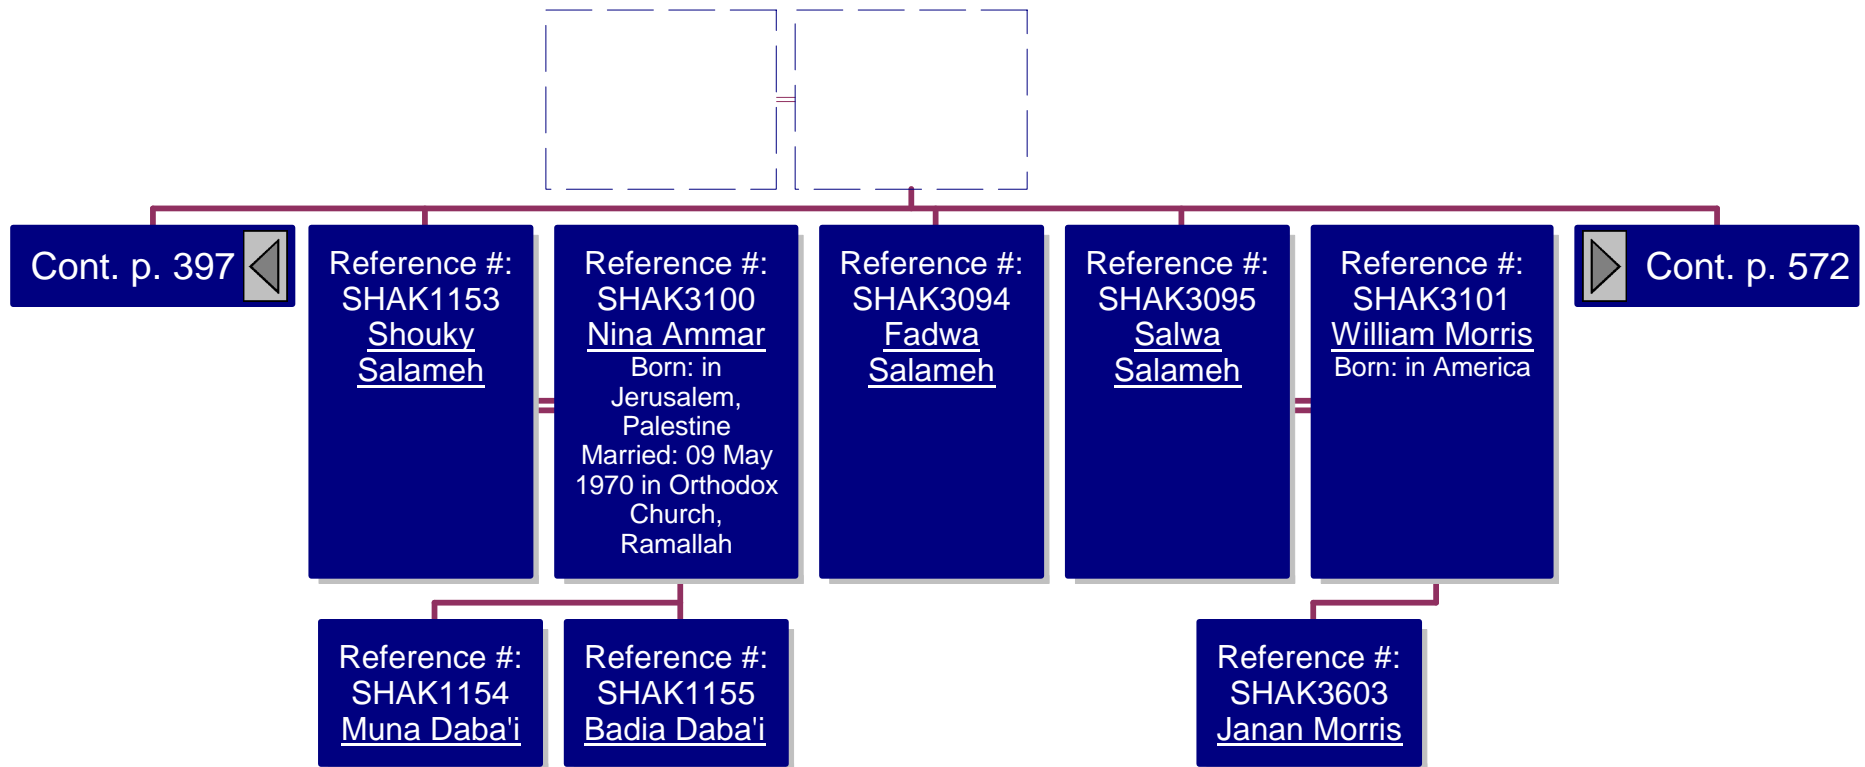 Cont. p. 397
Reference #:
SHAK1153
Shouky
Salameh
Reference #:
SHAK3100
Nina Ammar
Born: in
Jerusalem,
Palestine
Married: 09 May
1970 in Orthodox
Church,
Ramallah
Reference #:
SHAK3094
Fadwa
Salameh
Reference #:
SHAK3095
Salwa
Salameh
Reference #:
SHAK3101
William Morris
Born: in America
Cont. p. 572
Reference #:
SHAK1154
Muna Daba'i
Reference #:
SHAK1155
Badia Daba'i
Reference #:
SHAK3603
Janan Morris